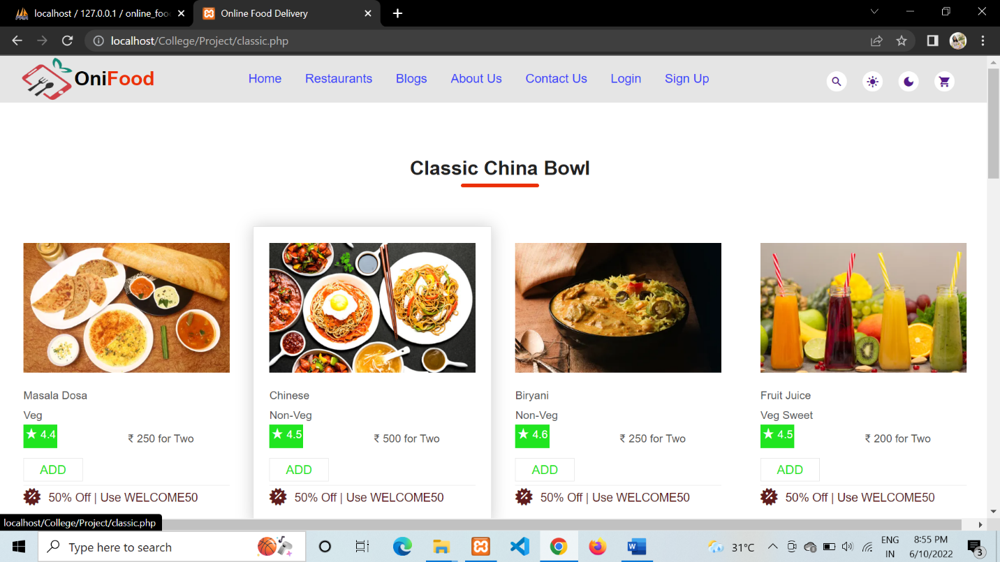 localhost / 127.0.0.1 / online_foo
Online Food Delivery
localhost/College/Project/classic.php
OniFood
Home Restaurants Blogs About Us Contact Us Login Sign Up
Classic China Bowl
Masala Dosa
Veg
★ 4.4 ₹ 250 for Two
ADD
50% Off | Use WELCOME50
Chinese
Non-Veg
★ 4.5 ₹ 500 for Two
ADD
50% Off | Use WELCOME50
Biryani
Non-Veg
★ 4.6 ₹ 250 for Two
ADD
50% Off | Use WELCOME50
Fruit Juice
Veg Sweet
★ 4.5 ₹ 200 for Two
ADD
50% Off | Use WELCOME50
localhost/College/Project/classic.php
Type here to search
31°C
ENG
IN
8:55 PM
6/10/2022
3